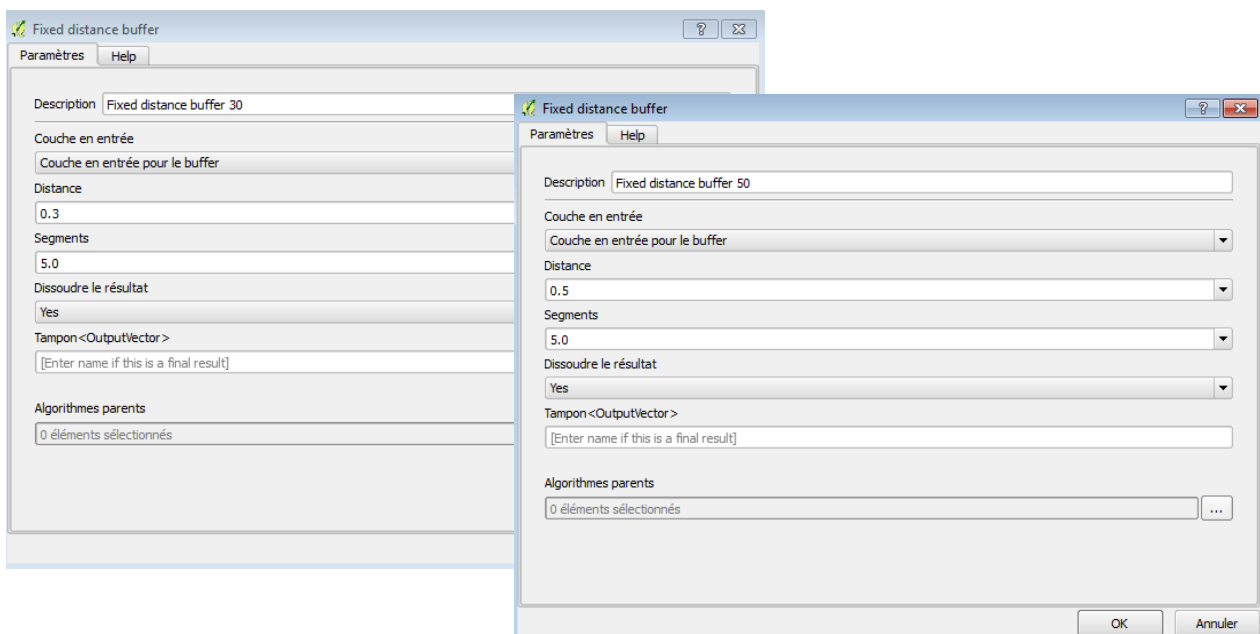 Fixed distance buffer
Paramètres Help
Description Fixed distance buffer 30
Couche en entrée
Couche en entrée pour le buffer
Distance
0.3
Segments
5.0
Dissoudre le résultat
Yes
Tampon<OutputVector>
[Enter name if this is a final result]
Algorithmes parents
0 éléments sélectionnés
Fixed distance buffer
Paramètres Help
Description Fixed distance buffer 50
Couche en entrée
Couche en entrée pour le buffer
Distance
0.5
Segments
5.0
Dissoudre le résultat
Yes
Tampon<OutputVector>
[Enter name if this is a final result]
Algorithmes parents
0 éléments sélectionnés ...
OK Annuler